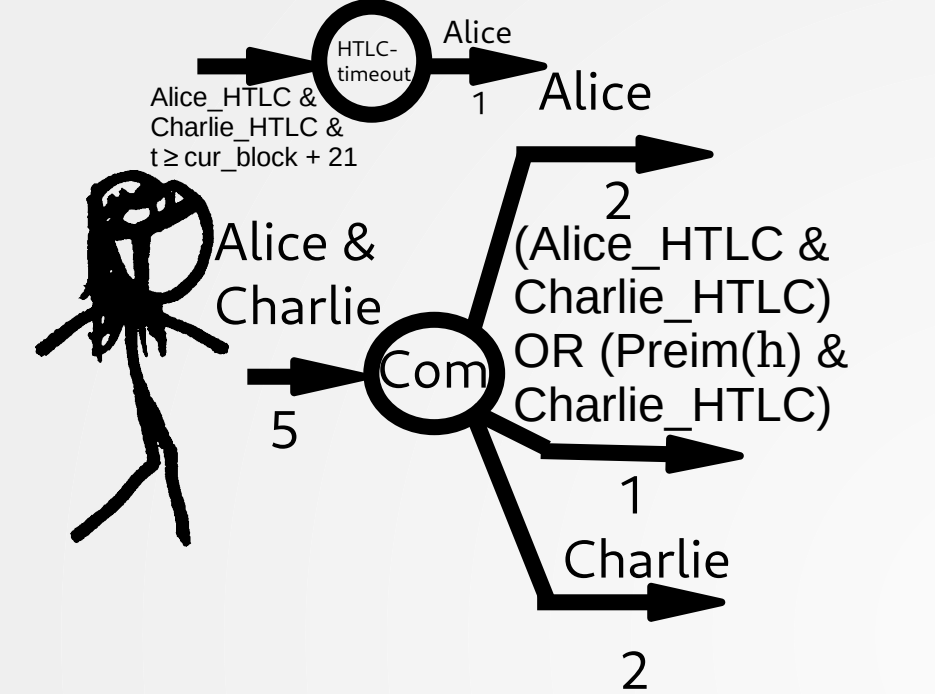 HTLC-
timeout
Alice
1
Alice_HTLC &
Charlie_HTLC &
t ≥ cur_block + 21
Alice
2
Alice &
Charlie
5
Com
(Alice_HTLC &
Charlie_HTLC)
OR (Preim(h) &
Charlie_HTLC)
1
Charlie
2